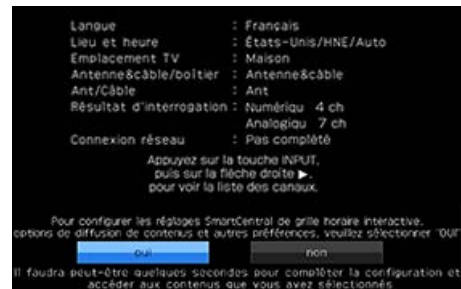 Langue : Français
Lieu et heure : États-Unis/HNE/Auto
Emplacement TV : Maison
Antenne&câble/boîtier : Antenne&câble
Ant/Câble : Ant
Résultat d'interrogation : Numériqu 4 ch
Analogiqu 7 ch
Connexion réseau : Pas complété
Appuyez sur la touche INPUT,
puis sur la flèche droite ▶,
pour voir la liste des canaux.
Pour configurer les réglages SmartCentral de grille horaire interactive,
options de diffusion de contenus et autres préférences, veuillez sélectionner "OUI"
oui non
Il faudra peut-être quelques secondes pour compléter la configuration et
accéder aux contenus que vous avez sélectionnés